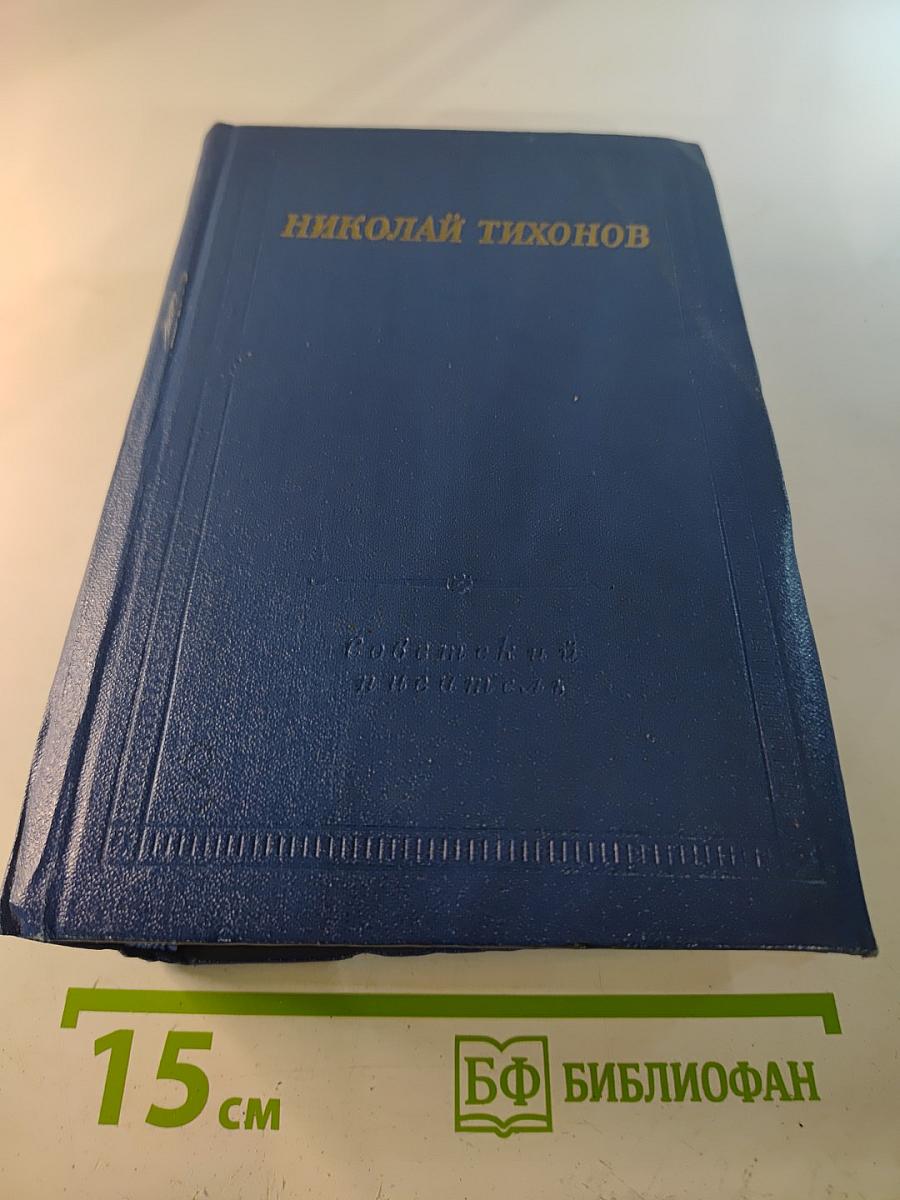 НИКОЛАЙ ТИХОНОВ
Советский
писатель
15 см
БФ БИБЛИОФАН